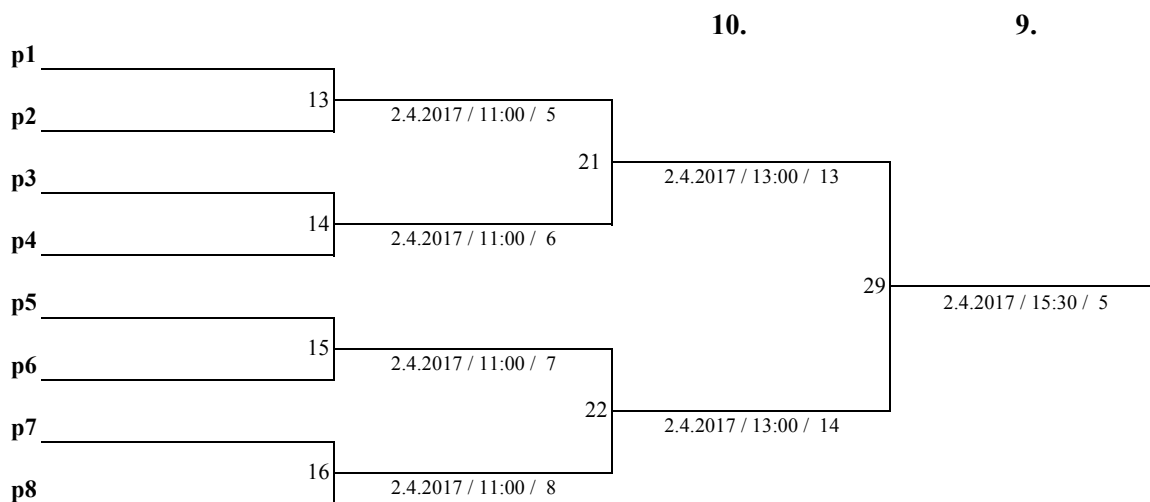 10. 9.
p1
13
2.4.2017 / 11:00 / 5
p2
21
2.4.2017 / 13:00 / 13
p3
14
2.4.2017 / 11:00 / 6
p4
29
2.4.2017 / 15:30 / 5
p5
15
2.4.2017 / 11:00 / 7
p6
22
2.4.2017 / 13:00 / 14
p7
16
2.4.2017 / 11:00 / 8
p8